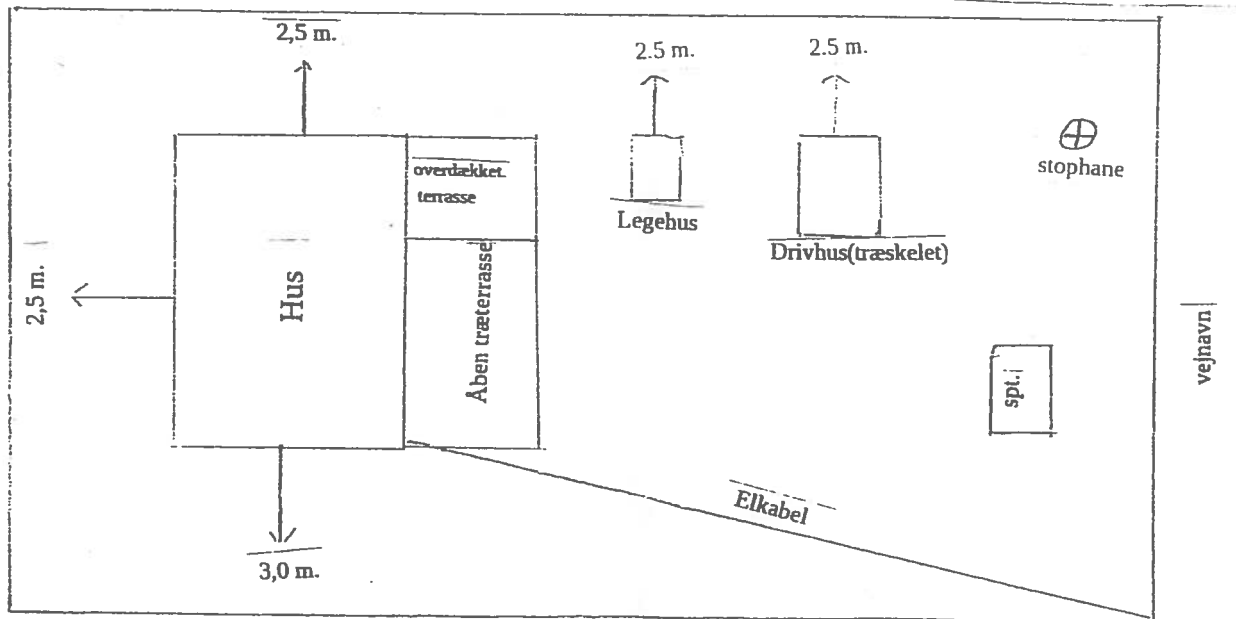 2,5 m.
2.5 m.
2.5 m.
stophane
overdækket.
terrasse
Legehus
Drivhus(træskelet)
2,5 m.
Hus
Åben træterrasse
vejnavn
spt.
Elkabel
3,0 m.